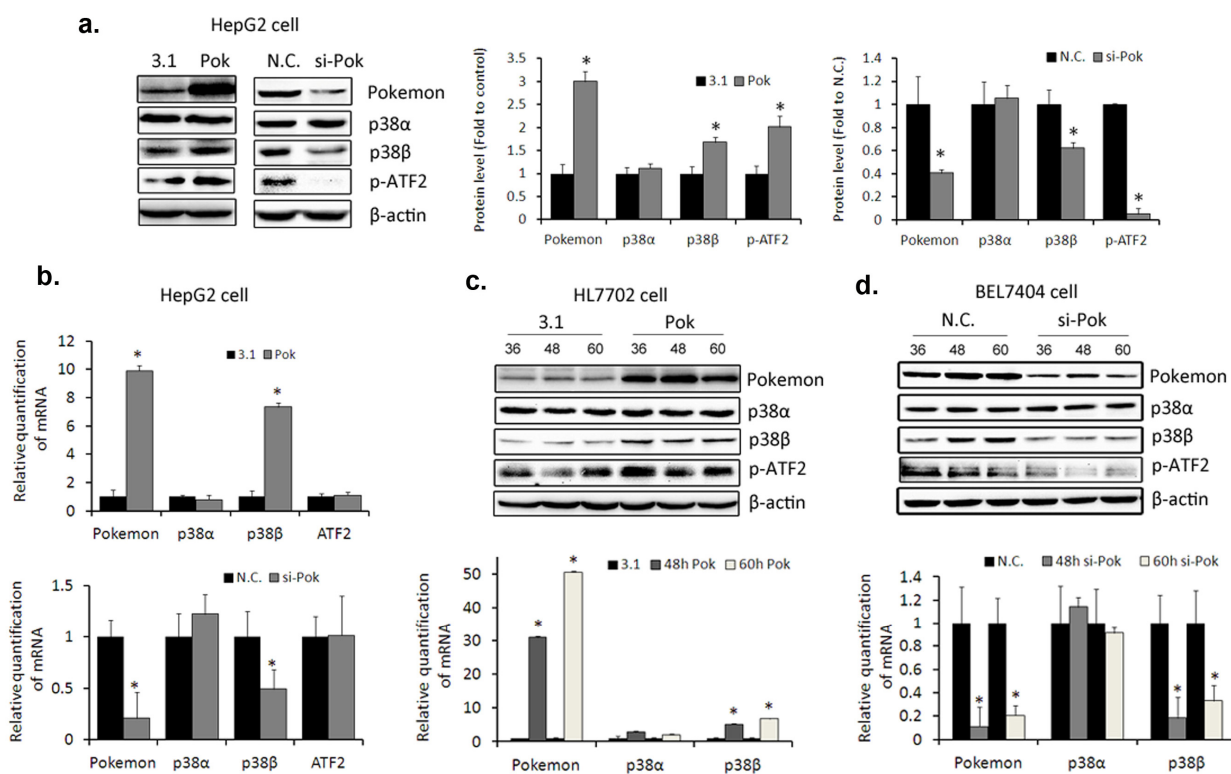 a.
HepG2 cell
3.1 Pok N.C. si-Pok
Pokemon
p38α
p38β
p-ATF2
β-actin
Protein level (Fold to control)
3.5
3
2.5
2
1.5
1
0.5
0
3.1 Pok
*
*
*
Pokemon p38α p38β p-ATF2
Protein level (Fold to N.C.)
1.4
1.2
1
0.8
0.6
0.4
0.2
0
N.C. si-Pok
*
*
*
Pokemon p38α p38β p-ATF2
b.
HepG2 cell
Relative quantification
of mRNA
12
10
8
6
4
2
0
3.1 Pok
*
*
Pokemon p38α p38β ATF2
Relative quantification
of mRNA
1.5
1
0.5
0
N.C. si-Pok
*
*
Pokemon p38α p38β ATF2
c.
HL7702 cell
3.1 Pok
36 48 60 36 48 60
Pokemon
p38α
p38β
p-ATF2
β-actin
Relative quantification
of mRNA
50
40
30
20
10
0
3.1 48h Pok 60h Pok
*
*
* *
Pokemon p38α p38β
d.
BEL7404 cell
N.C. si-Pok
36 48 60 36 48 60
Pokemon
p38α
p38β
p-ATF2
β-actin
Relative quantification
of mRNA
1.4
1.2
1
0.8
0.6
0.4
0.2
0
N.C. 48h si-Pok 60h si-Pok
* *
* *
Pokemon p38α p38β